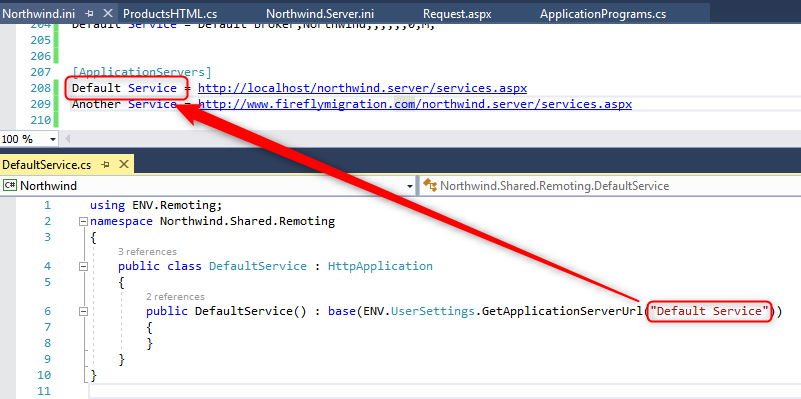 Northwind.ini ProductsHTML.cs Northwind.Server.ini Request.aspx ApplicationPrograms.cs
204 Default Service = Default Broker,Northwind,,,,,,0,M,
205
206
207 [ApplicationServers]
208 Default Service = http://localhost/northwind.server/services.aspx
209 Another Service = http://www.fireflymigration.com/northwind.server/services.aspx
210
100 %
DefaultService.cs
C# Northwind Northwind.Shared.Remoting.DefaultService
1 using ENV.Remoting;
2 namespace Northwind.Shared.Remoting
3 {
3 references
4 public class DefaultService : HttpApplication
5 {
2 references
6 public DefaultService() : base(ENV.UserSettings.GetApplicationServerUrl("Default Service"))
7 {
8 }
9 }
10 }
11